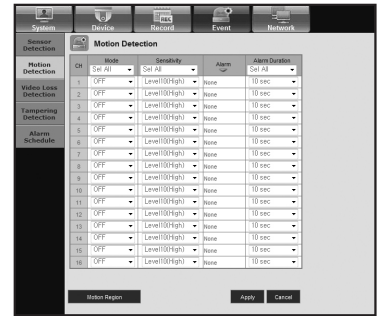 System Device Record Event Network
REC
Sensor Detection
Motion Detection
Video Loss Detection
Tampering Detection
Alarm Schedule
Motion Detection
CH Mode Sensitivity Alarm Alarm Duration
Sel All Sel All Sel All
1 OFF Level10(High) None 10 sec
2 OFF Level10(High) None 10 sec
3 OFF Level10(High) None 10 sec
4 OFF Level10(High) None 10 sec
5 OFF Level10(High) None 10 sec
6 OFF Level10(High) None 10 sec
7 OFF Level10(High) None 10 sec
8 OFF Level10(High) None 10 sec
9 OFF Level10(High) None 10 sec
10 OFF Level10(High) None 10 sec
11 OFF Level10(High) None 10 sec
12 OFF Level10(High) None 10 sec
13 OFF Level10(High) None 10 sec
14 OFF Level10(High) None 10 sec
15 OFF Level10(High) None 10 sec
16 OFF Level10(High) None 10 sec
Motion Region Apply Cancel